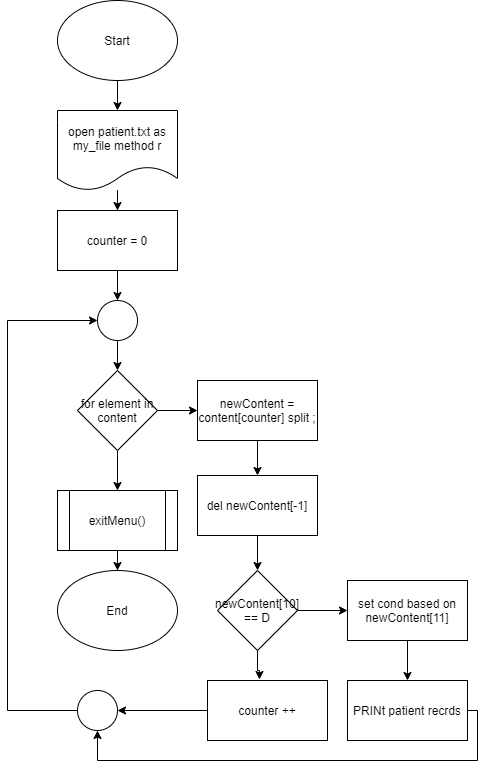 Start
open patient.txt as
my_file method r
counter = 0
for element in
content
newContent =
content[counter] split ;
del newContent[-1]
exitMenu()
newContent[10]
== D
set cond based on
newContent[11]
End
counter ++
PRINt patient recrds